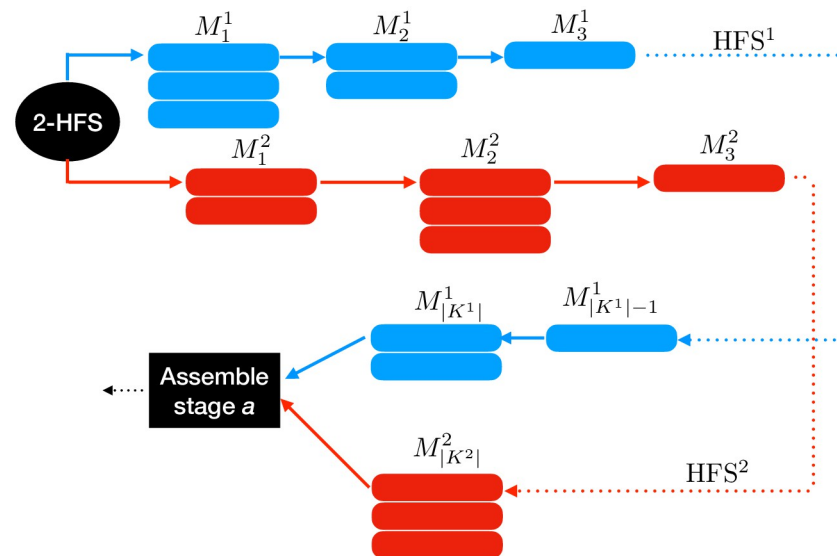 M_1^1
M_2^1
M_3^1
HFS^1
2-HFS
M_1^2
M_2^2
M_3^2
M_{|K^1|}^1
M_{|K^1|-1}^1
Assemble
stage a
M_{|K^2|}^2
HFS^2